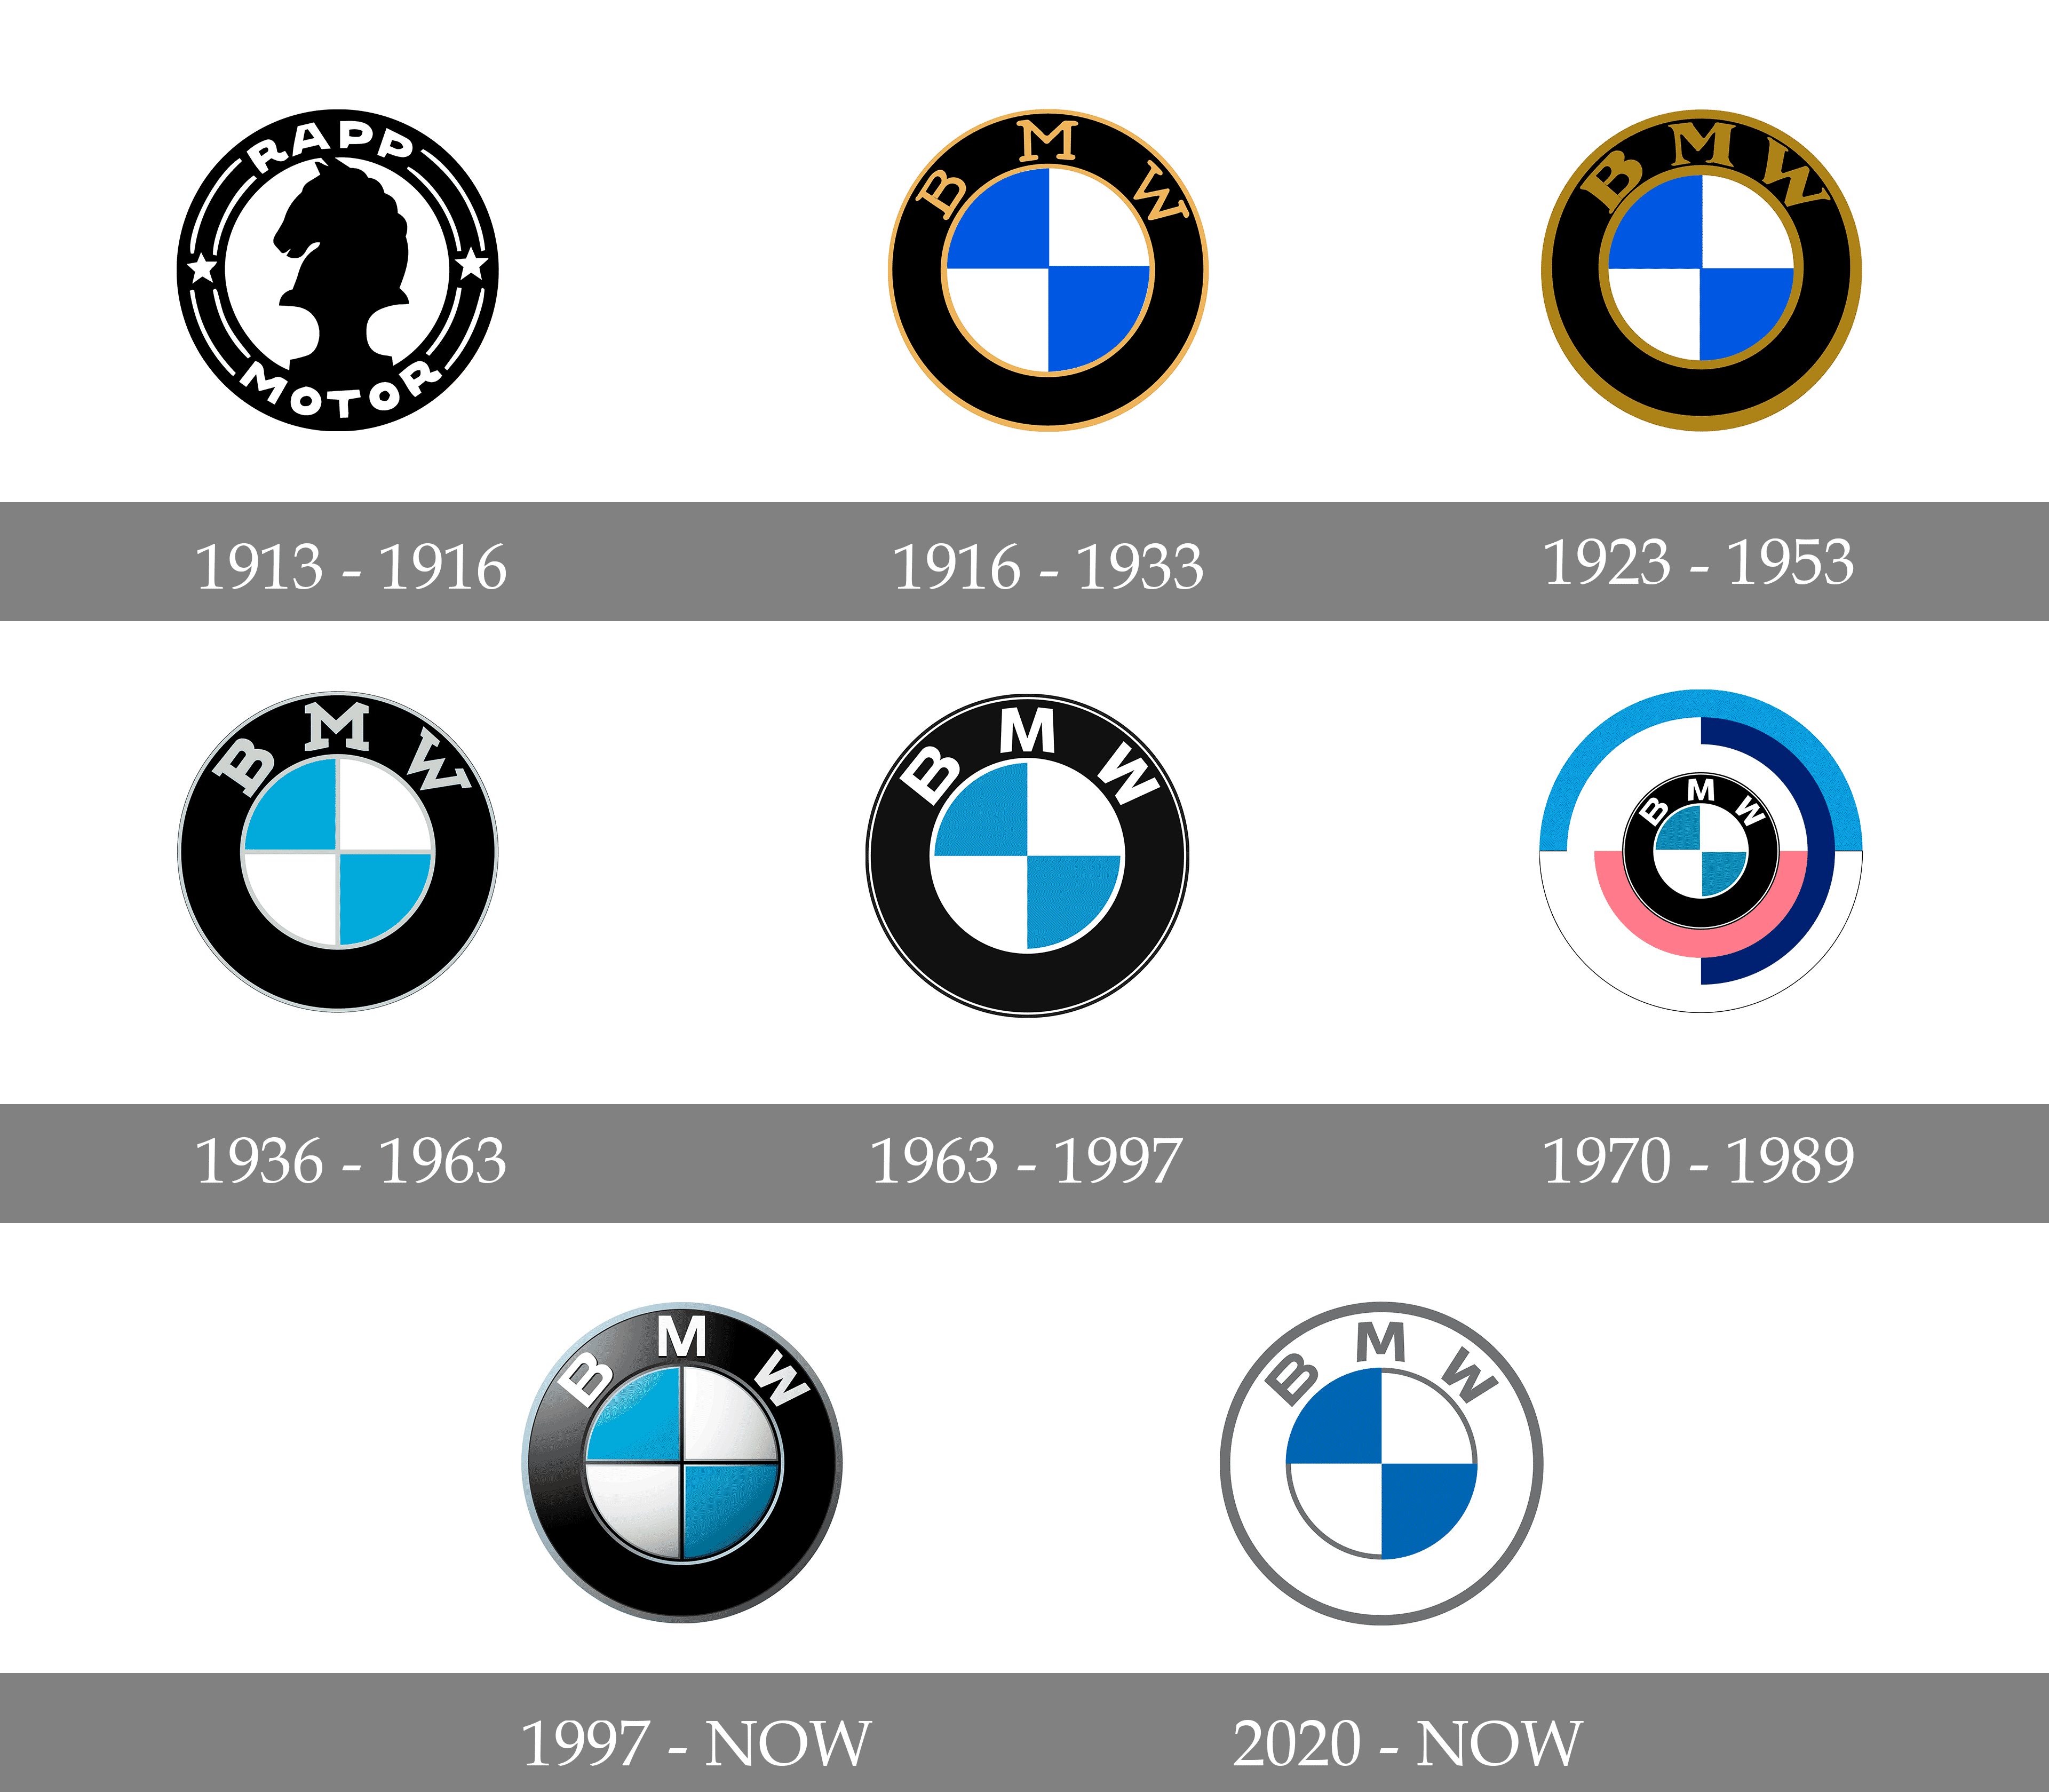 RAPP
MOTOR
BMW
BMW
1913 - 1916
1916 - 1933
1923 - 1953
BMW
BMW
BMW
1936 - 1963
1963 - 1997
1970 - 1989
BMW
BMW
1997 - NOW
2020 - NOW